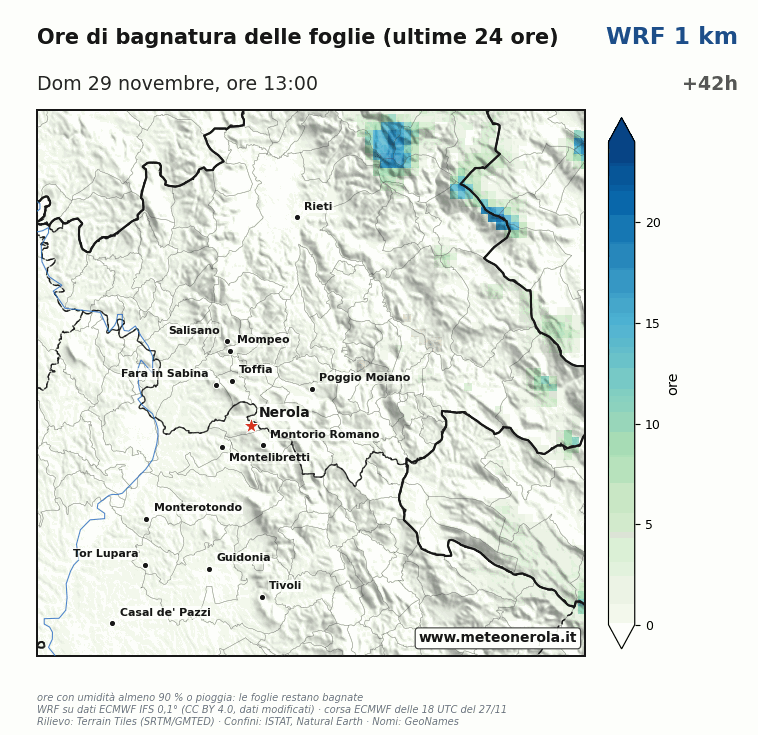 Ore di bagnatura delle foglie (ultime 24 ore)
WRF 1 km
Dom 29 novembre, ore 13:00
+42h
Rieti
Salisano
Mompeo
Fara in Sabina
Toffia
Poggio Moiano
Nerola
Montorio Romano
Montelibretti
Monterotondo
Tor Lupara
Guidonia
Tivoli
Casal de' Pazzi
www.meteonerola.it
20
15
10
5
0
ore
ore con umidità almeno 90 % o pioggia: le foglie restano bagnate
WRF su dati ECMWF IFS 0,1° (CC BY 4.0, dati modificati) · corsa ECMWF delle 18 UTC del 27/11
Rilievo: Terrain Tiles (SRTM/GMTED) · Confini: ISTAT, Natural Earth · Nomi: GeoNames